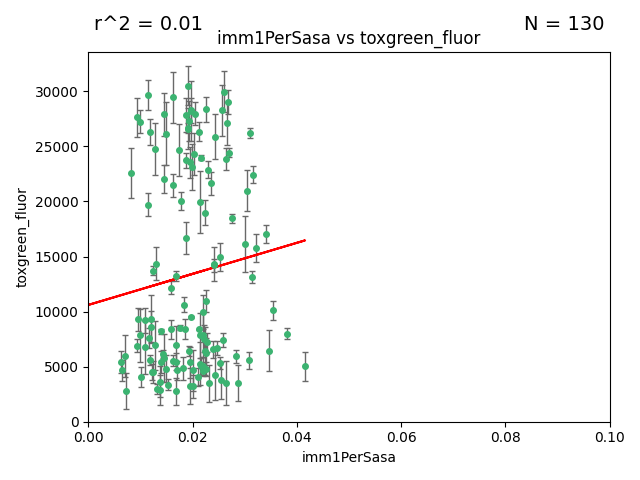 r^2 = 0.01
N = 130
imm1PerSasa vs toxgreen_fluor
toxgreen_fluor
30000
25000
20000
15000
10000
5000
0
0.00 0.02 0.04 0.06 0.08 0.10
imm1PerSasa